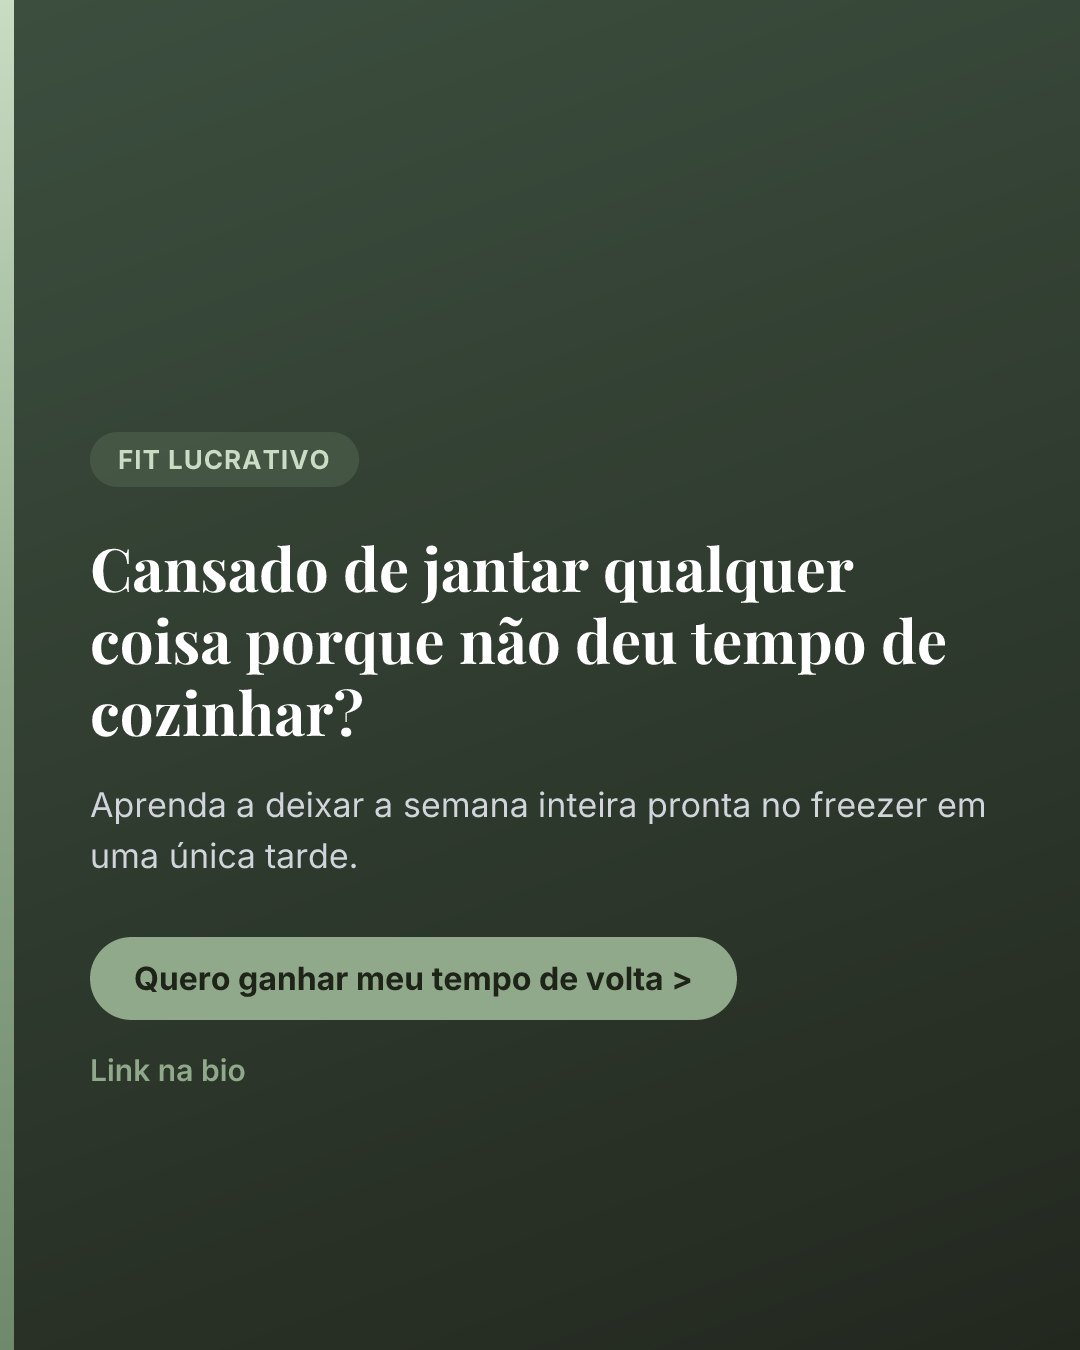 FIT LUCRATIVO
Cansado de jantar qualquer
coisa porque não deu tempo de
cozinhar?
Aprenda a deixar a semana inteira pronta no freezer em
uma única tarde.
Quero ganhar meu tempo de volta >
Link na bio